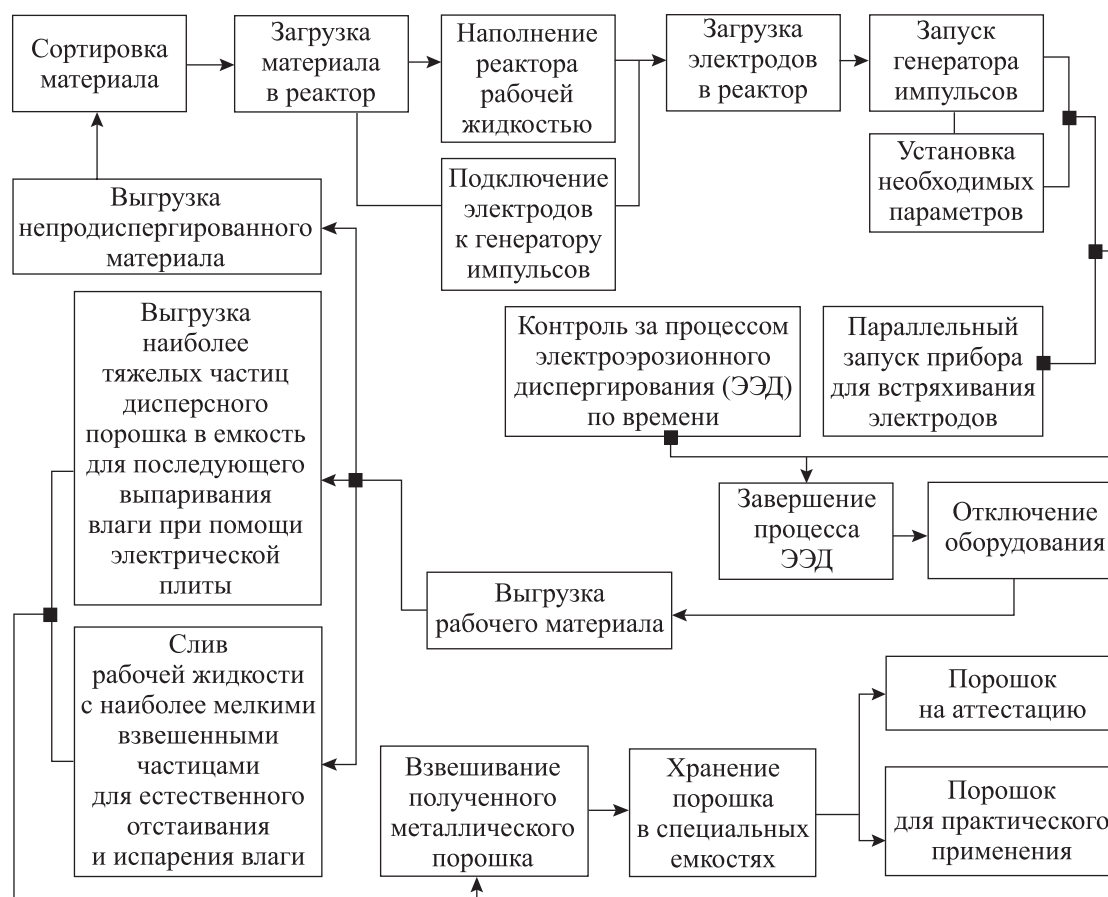 Сортировка
материала
Загрузка
материала
в реактор
Наполнение
реактора
рабочей
жидкостью
Загрузка
электродов
в реактор
Запуск
генератора
импульсов
Подключение
электродов
к генератору
импульсов
Установка
необходимых
параметров
Выгрузка
непродиспергированного
материала
Контроль за процессом
электроэрозионного
диспергирования (ЭЭД)
по времени
Параллельный
запуск прибора
для встряхивания
электродов
Выгрузка
наиболее
тяжелых частиц
дисперсного
порошка в емкость
для последующего
выпаривания
влаги при помощи
электрической
плиты
Завершение
процесса
ЭЭД
Отключение
оборудования
Выгрузка
рабочего материала
Слив
рабочей жидкости
с наиболее мелкими
взвешенными
частицами
для естественного
отстаивания
и испарения влаги
Взвешивание
полученного
металлического
порошка
Хранение
порошка
в специальных
емкостях
Порошок
на аттестацию
Порошок
для практического
применения